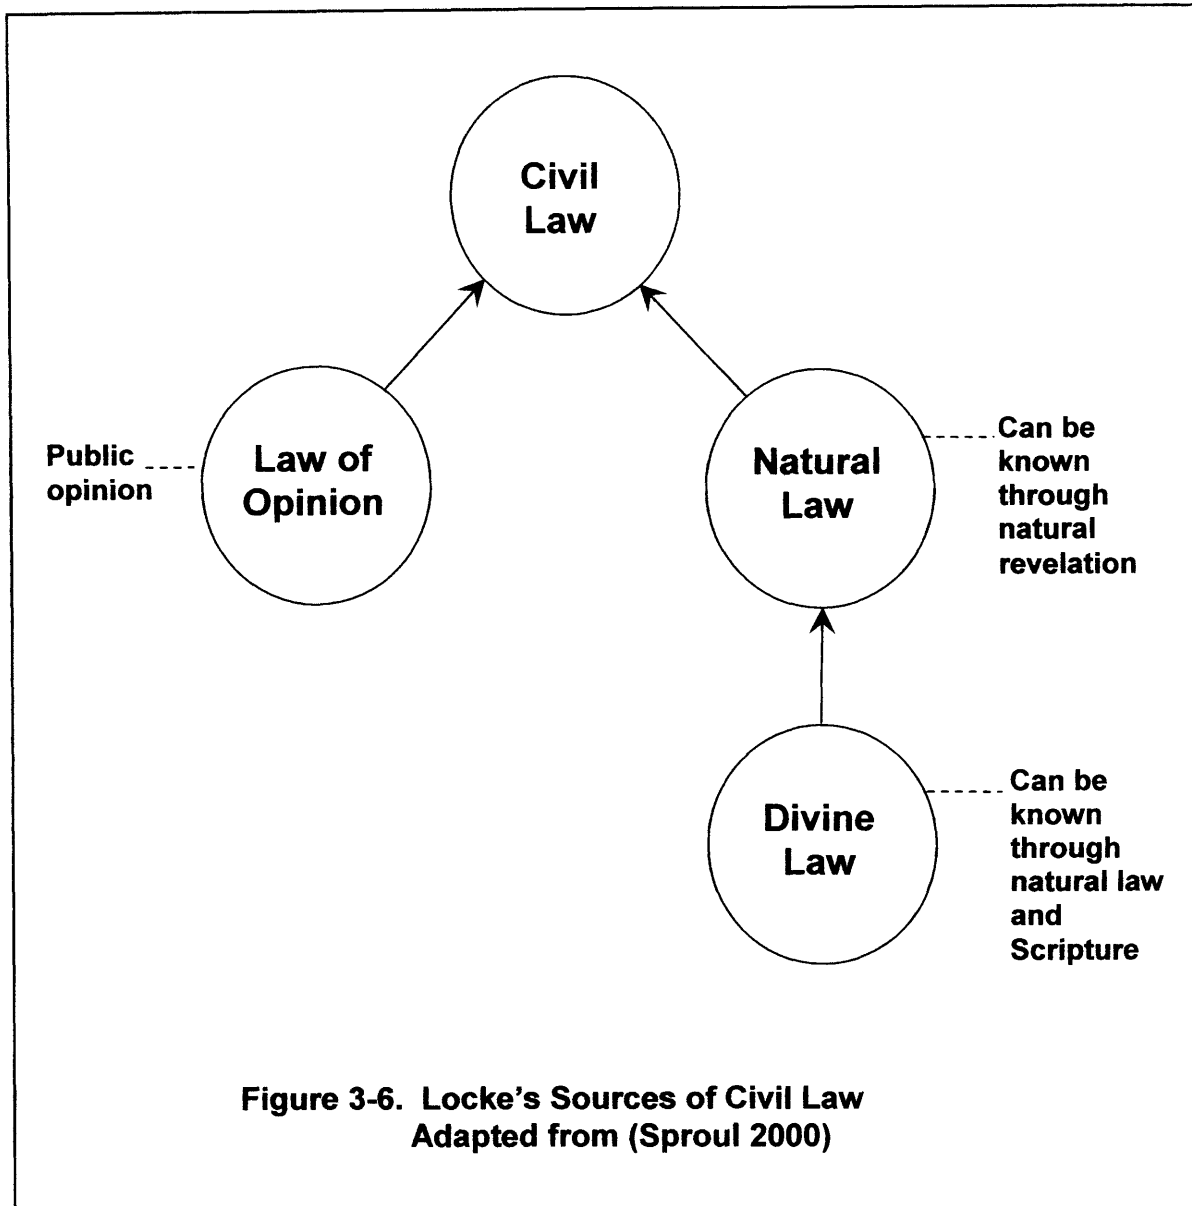 Civil
Law
Public
opinion
Law of
Opinion
Natural
Law
Can be
known
through
natural
revelation
Divine
Law
Can be
known
through
natural law
and
Scripture
Figure 3-6. Locke's Sources of Civil Law
Adapted from (Sproul 2000)